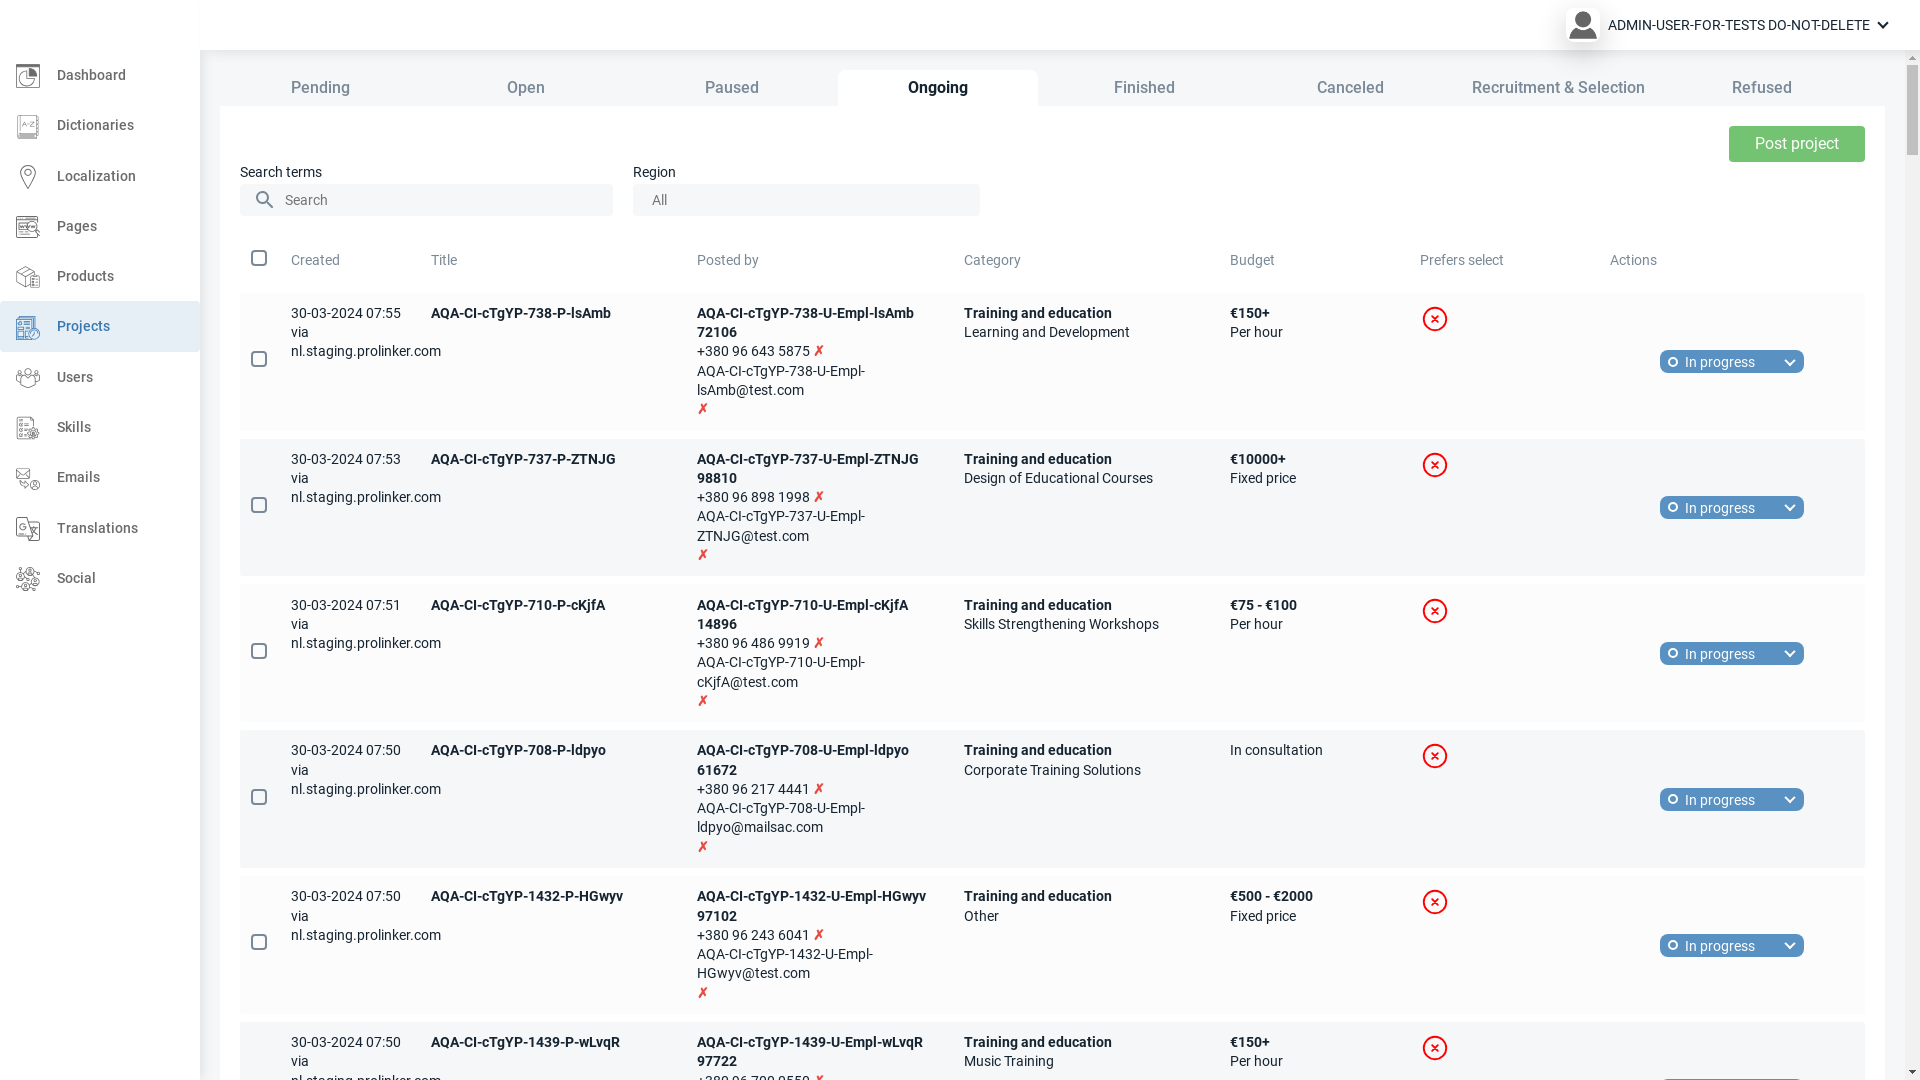 ADMIN-USER-FOR-TESTS DO-NOT-DELETE
Dashboard
Dictionaries
Localization
Pages
Products
Projects
Users
Skills
Emails
Translations
Social
Pending
Open
Paused
Ongoing
Finished
Canceled
Recruitment & Selection
Refused
Post project
Search terms
Search
Region
All
Created
Title
Posted by
Category
Budget
Prefers select
Actions
30-03-2024 07:55
via
nl.staging.prolinker.com
AQA-CI-cTgYP-738-P-lsAmb
AQA-CI-cTgYP-738-U-Empl-lsAmb
72106
+380 96 643 5875 ✗
AQA-CI-cTgYP-738-U-Empl-
lsAmb@test.com
✗
Training and education
Learning and Development
€150+
Per hour
In progress
30-03-2024 07:53
via
nl.staging.prolinker.com
AQA-CI-cTgYP-737-P-ZTNJG
AQA-CI-cTgYP-737-U-Empl-ZTNJG
98810
+380 96 898 1998 ✗
AQA-CI-cTgYP-737-U-Empl-
ZTNJG@test.com
✗
Training and education
Design of Educational Courses
€10000+
Fixed price
In progress
30-03-2024 07:51
via
nl.staging.prolinker.com
AQA-CI-cTgYP-710-P-cKjfA
AQA-CI-cTgYP-710-U-Empl-cKjfA
14896
+380 96 486 9919 ✗
AQA-CI-cTgYP-710-U-Empl-
cKjfA@test.com
✗
Training and education
Skills Strengthening Workshops
€75 - €100
Per hour
In progress
30-03-2024 07:50
via
nl.staging.prolinker.com
AQA-CI-cTgYP-708-P-ldpyo
AQA-CI-cTgYP-708-U-Empl-ldpyo
61672
+380 96 217 4441 ✗
AQA-CI-cTgYP-708-U-Empl-
ldpyo@mailsac.com
✗
Training and education
Corporate Training Solutions
In consultation
In progress
30-03-2024 07:50
via
nl.staging.prolinker.com
AQA-CI-cTgYP-1432-P-HGwyv
AQA-CI-cTgYP-1432-U-Empl-HGwyv
97102
+380 96 243 6041 ✗
AQA-CI-cTgYP-1432-U-Empl-
HGwyv@test.com
✗
Training and education
Other
€500 - €2000
Fixed price
In progress
30-03-2024 07:50
via
AQA-CI-cTgYP-1439-P-wLvqR
AQA-CI-cTgYP-1439-U-Empl-wLvqR
97722
Training and education
Music Training
€150+
Per hour